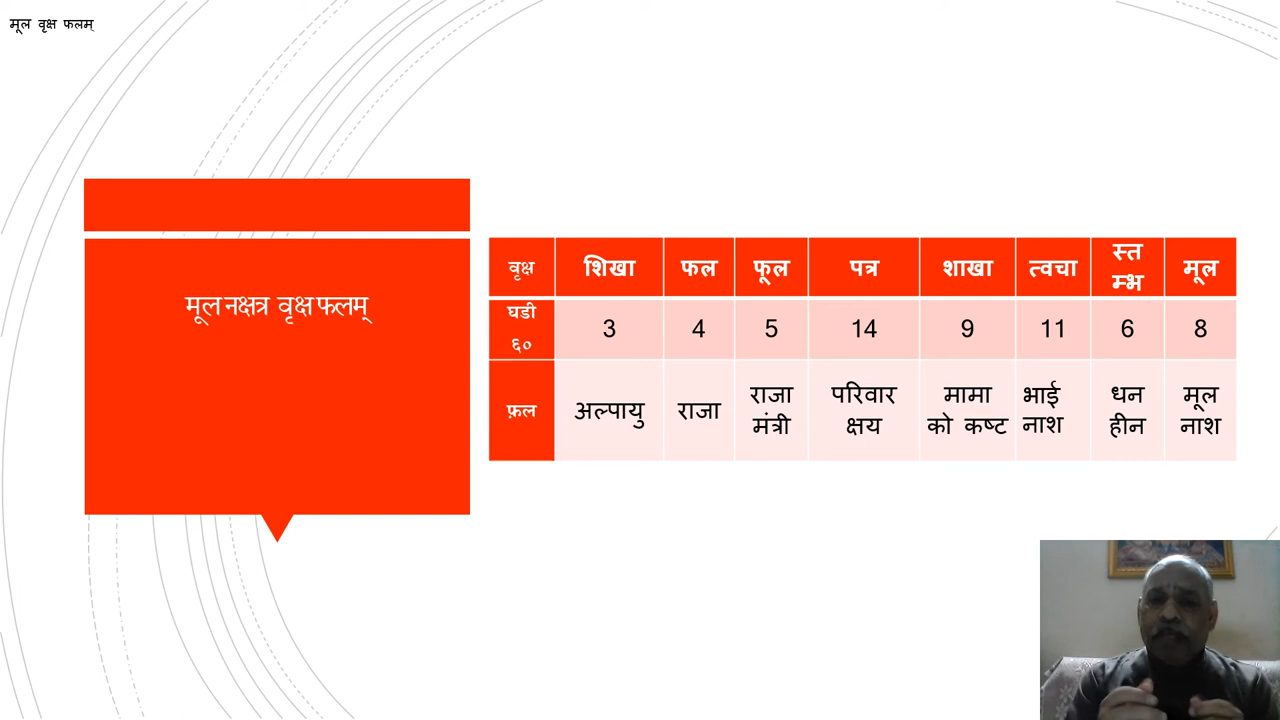 मूल वृक्ष फलम्
मूल नक्षत्र वृक्ष फलम्
वृक्ष शिखा फल फूल पत्र शाखा त्वचा स्त म्भ मूल
घडी ६० 3 4 5 14 9 11 6 8
फ़ल अल्पायु राजा राजा मंत्री परिवार क्षय मामा को कष्ट भाई नाश धन हीन मूल नाश